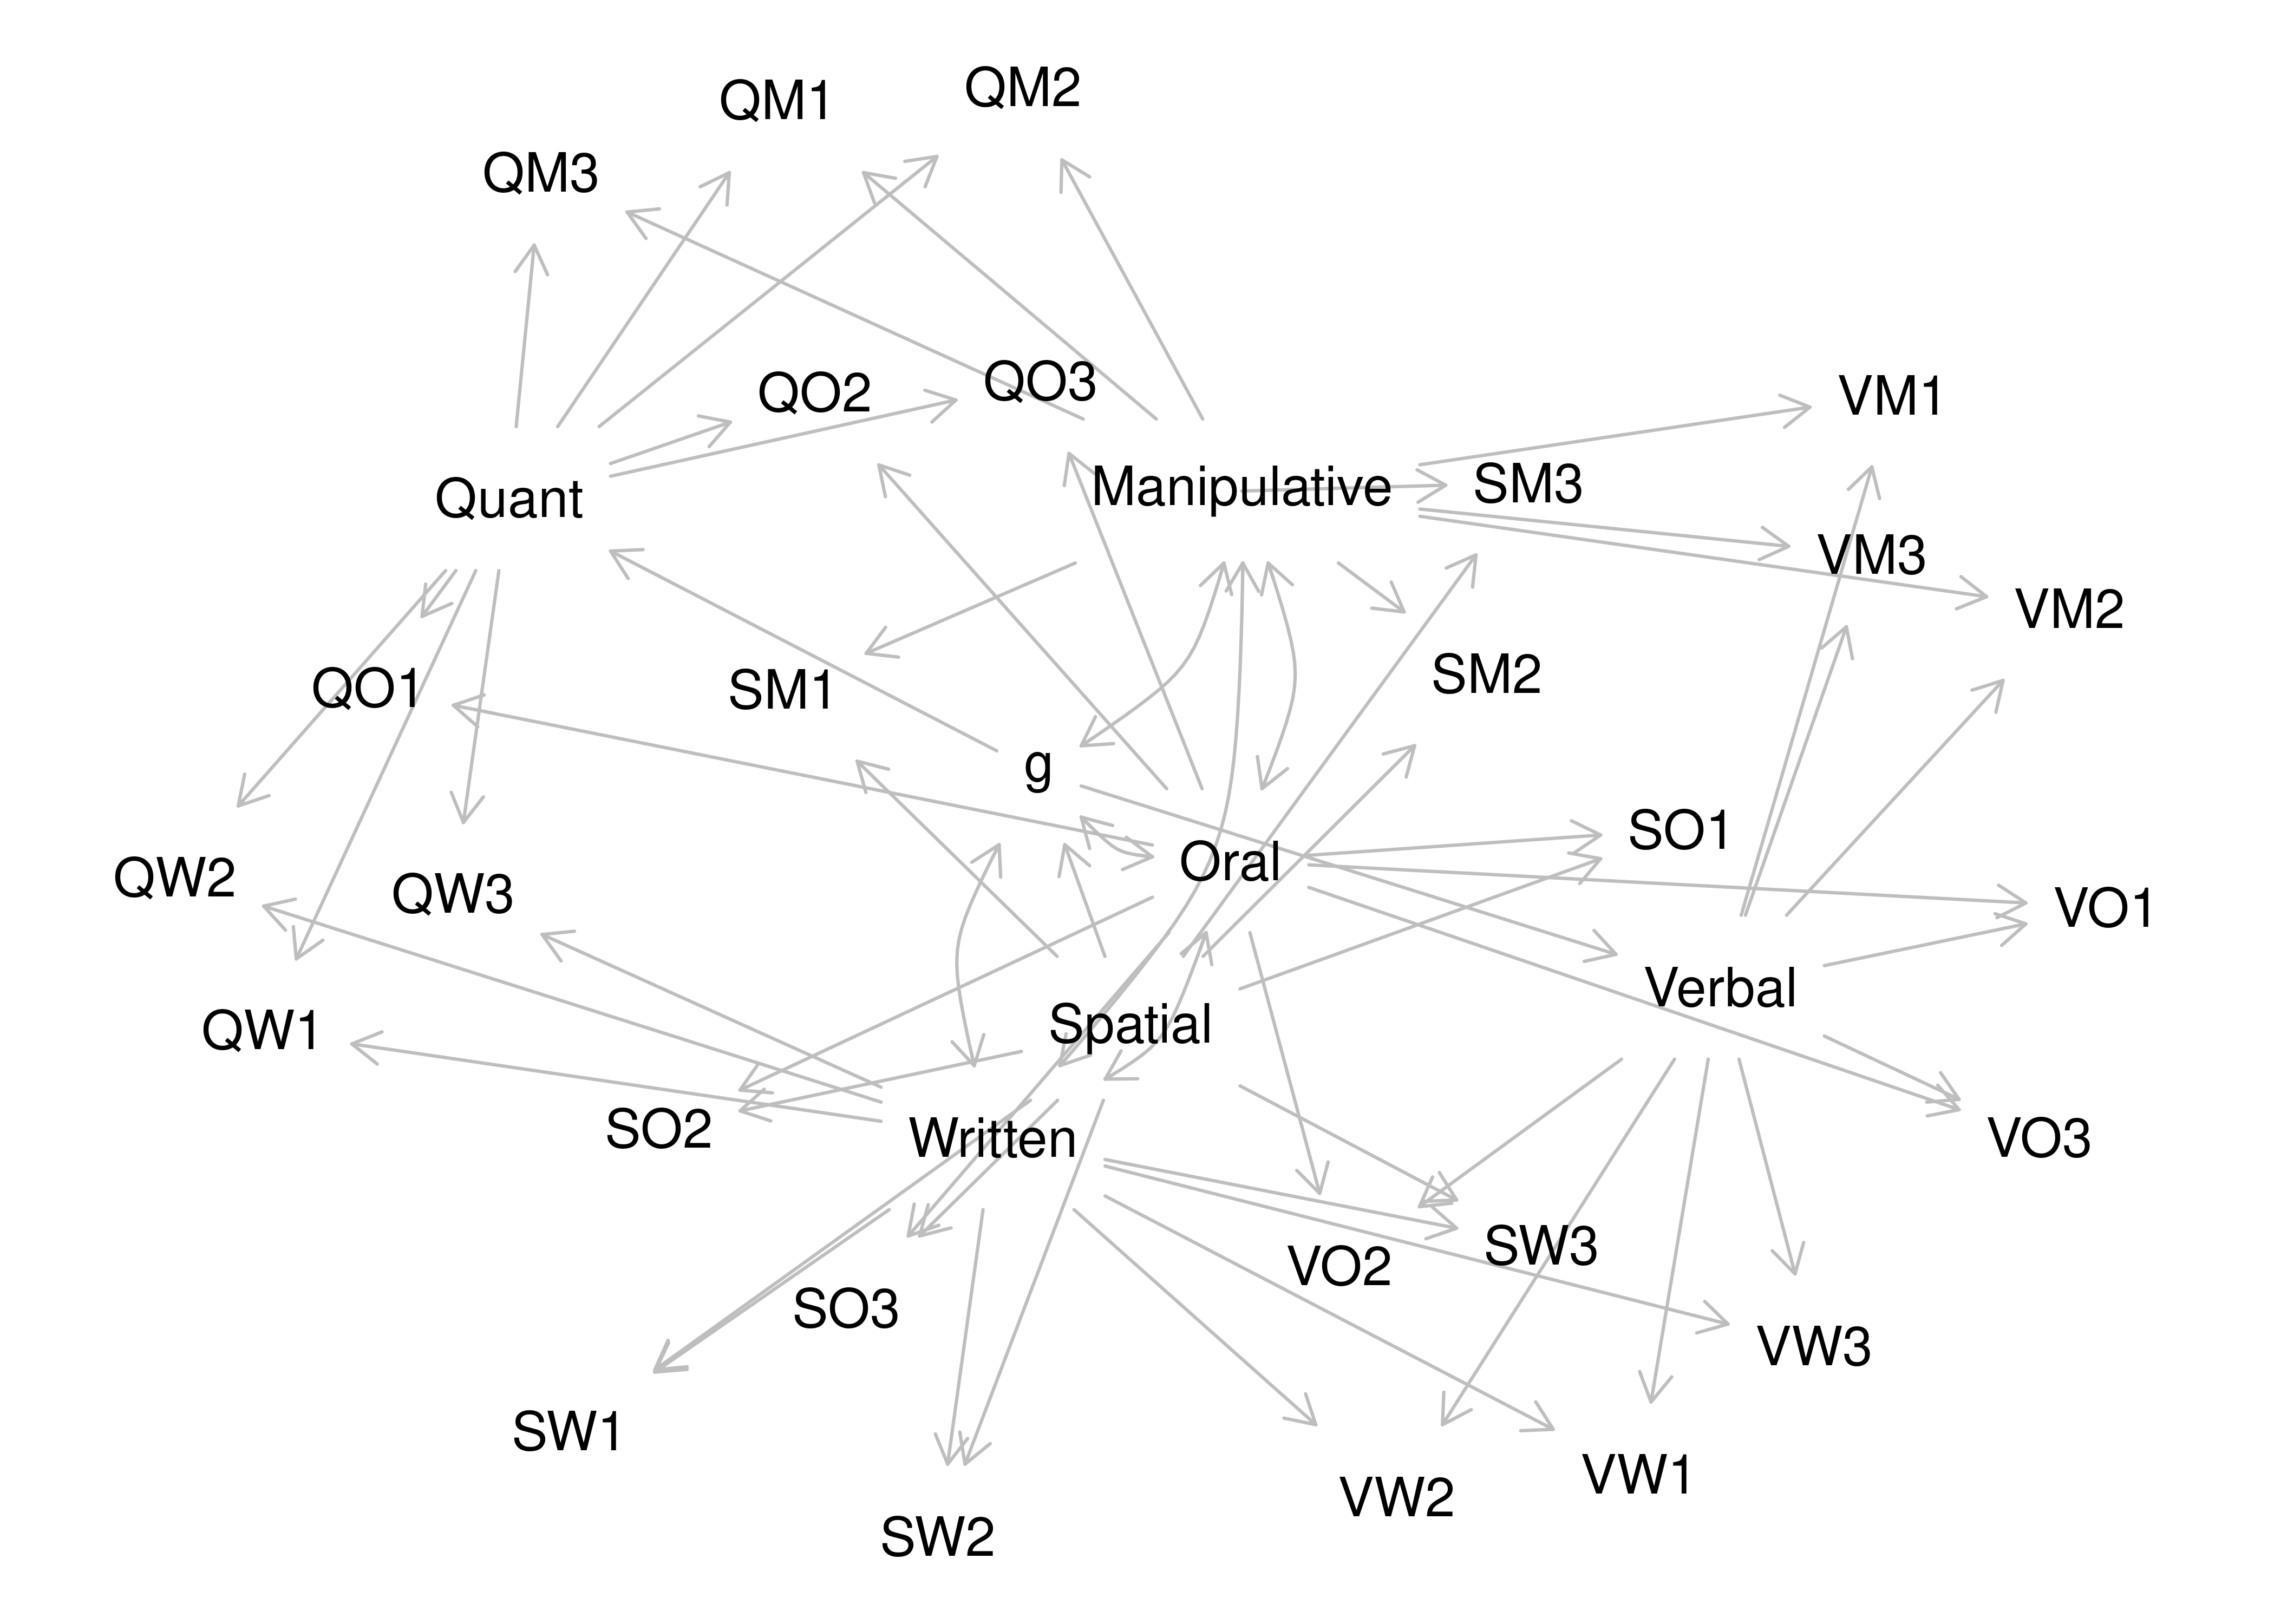 QM2
QM1
QM3
QO3
QO2
VM1
Manipulative
SM3
Quant
VM3
VM2
SM2
QO1
SM1
g
SO1
Oral
QW2
QW3
VO1
Verbal
Spatial
QW1
SO2
Written
VO3
SW3
VO2
SO3
VW3
SW1
VW1
VW2
SW2